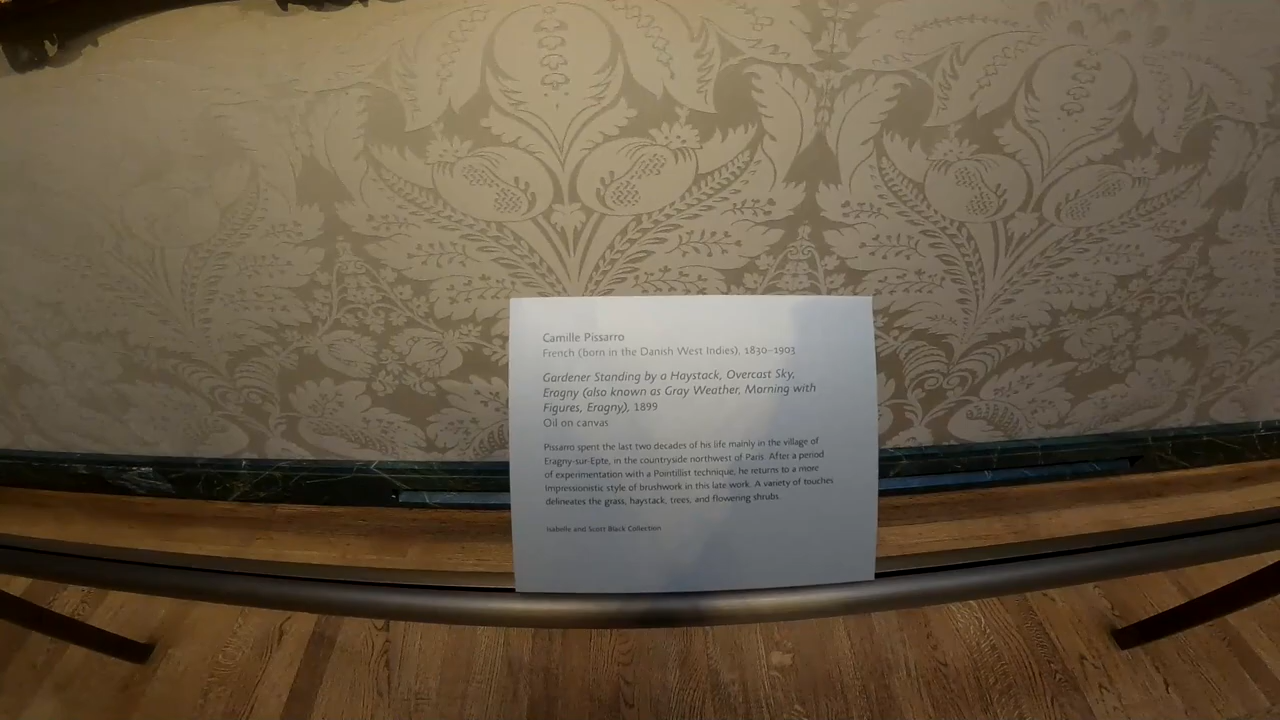 Camille Pissarro
French (born in the Danish West Indies), 1830–1903
Gardener Standing by a Haystack, Overcast Sky,
Eragny (also known as Gray Weather, Morning with
Figures, Eragny), 1899
Oil on canvas
Pissarro spent the last two decades of his life mainly in the village of
Eragny-sur-Epte, in the countryside northwest of Paris. After a period
of experimentation with a Pointillist technique, he returns to a more
Impressionistic style of brushwork in this late work. A variety of touches
delineates the grass, haystack, trees, and flowering shrubs.
Isabelle and Scott Black Collection